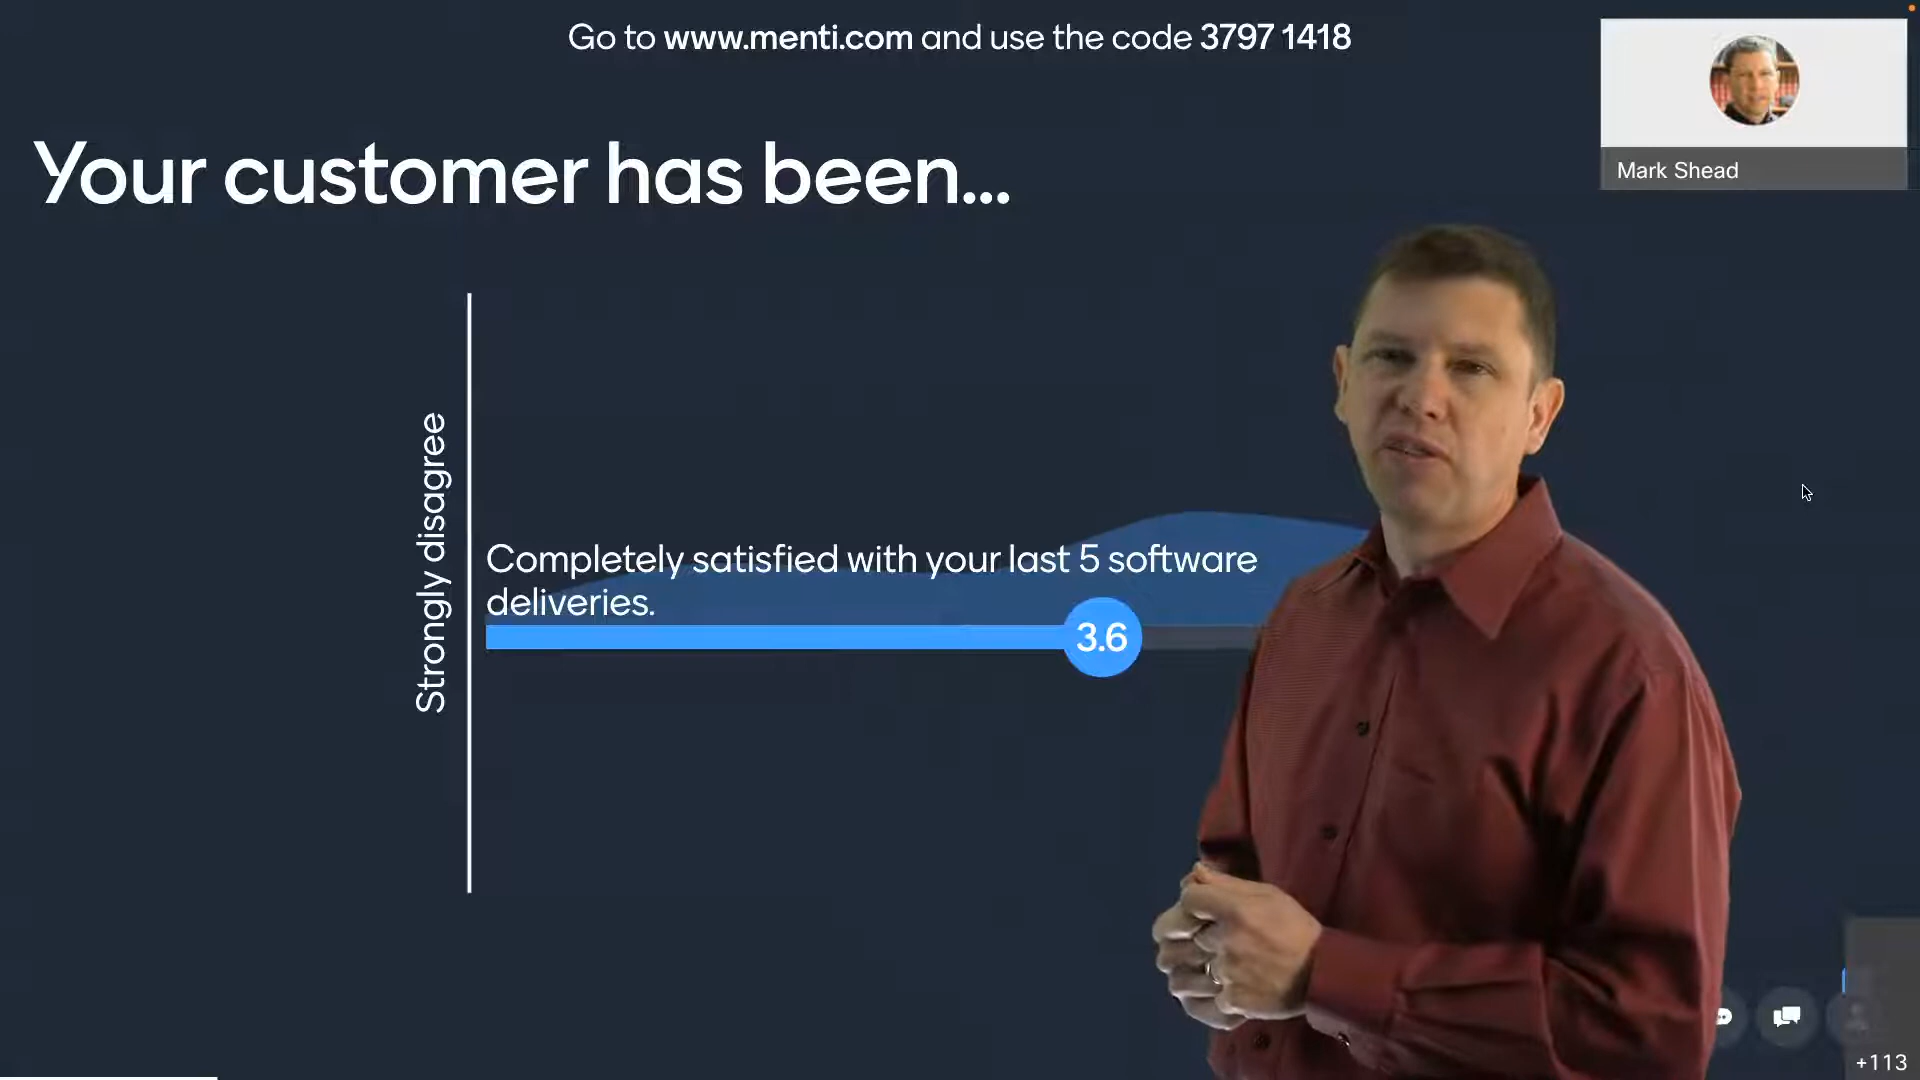 Go to www.menti.com and use the code 3797 1418
Mark Shead
Your customer has been...
Strongly disagree
Completely satisfied with your last 5 software
deliveries.
3.6
+113